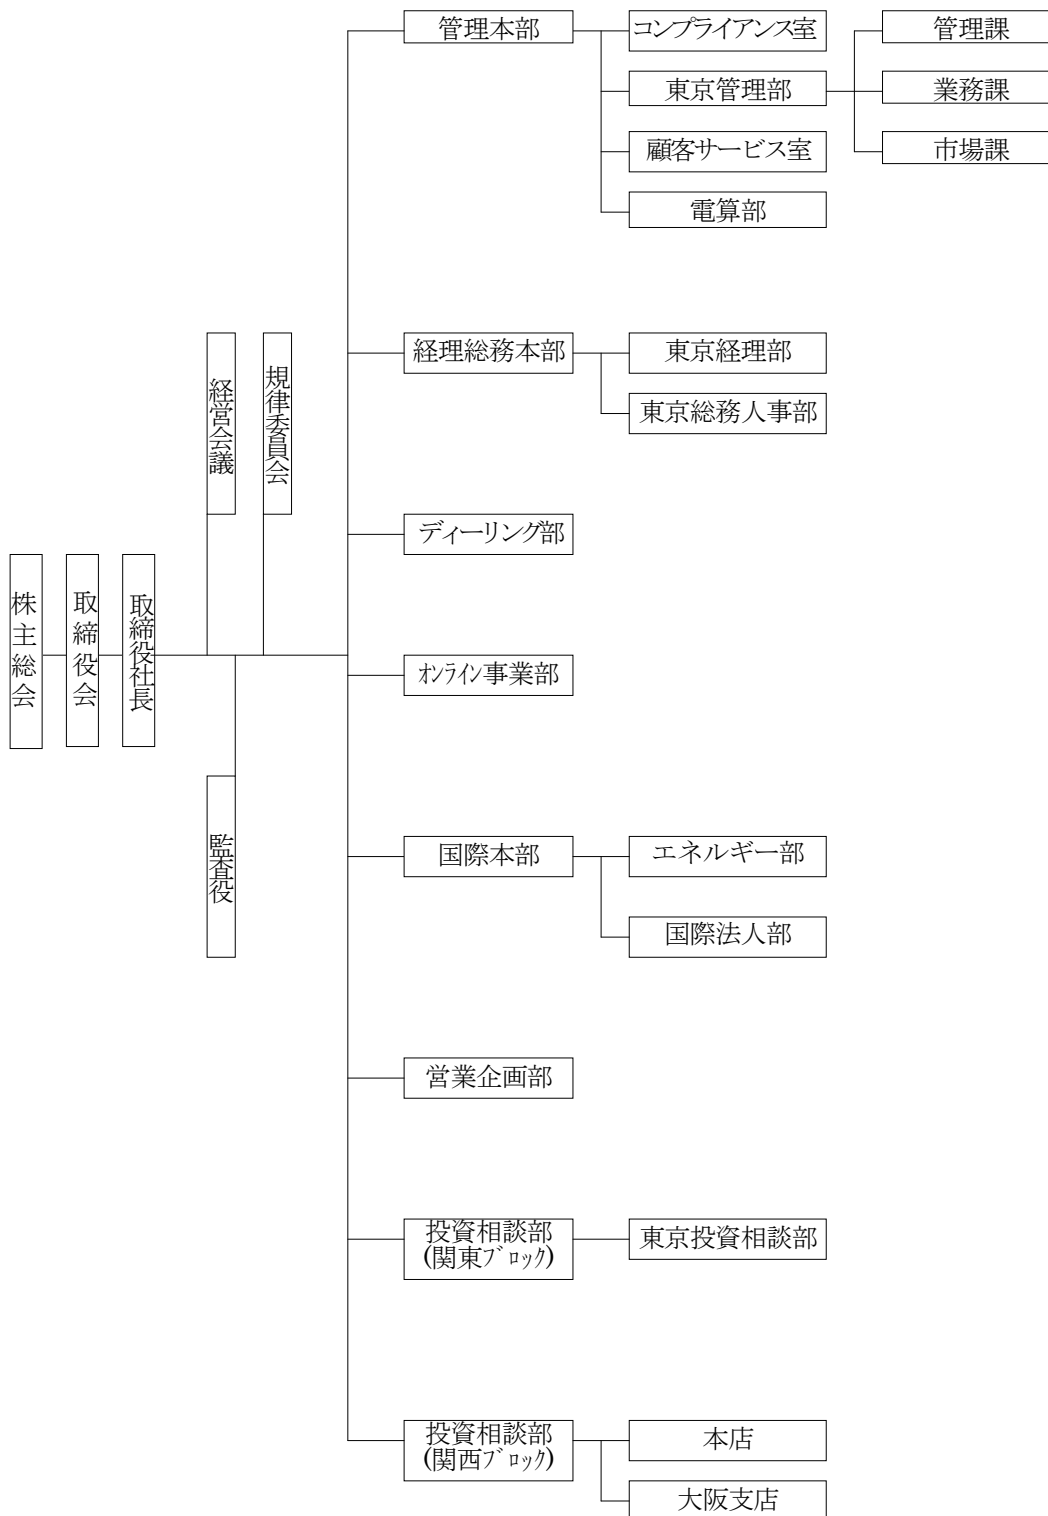 株主総会
取締役会
取締役社長
経営会議
規律委員会
監査役
管理本部
コンプライアンス室
東京管理部
管理課
業務課
市場課
顧客サービス室
電算部
経理総務本部
東京経理部
東京総務人事部
ディーリング部
オンライン事業部
国際本部
エネルギー部
国際法人部
営業企画部
投資相談部
(関東ブロック)
東京投資相談部
投資相談部
(関西ブロック)
本店
大阪支店